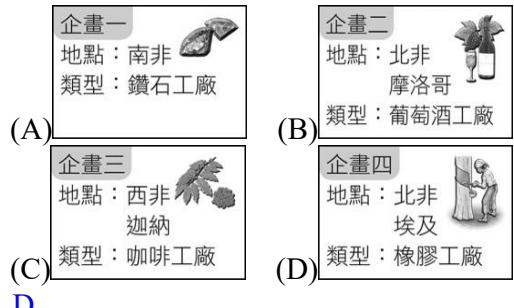 企畫一
地點：南非
類型：鑽石工廠
(A)
企畫二
地點：北非
摩洛哥
類型：葡萄酒工廠
(B)
企畫三
地點：西非
迦納
類型：咖啡工廠
(C)
企畫四
地點：北非
埃及
類型：橡膠工廠
(D)
D